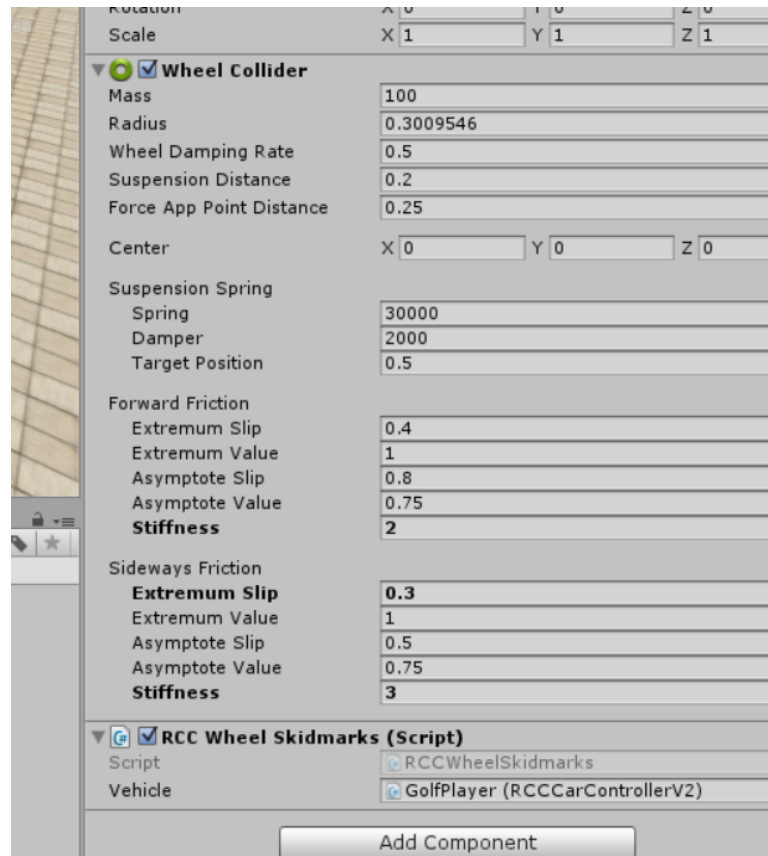 Rotation X 0 Y 0 Z 0
Scale X 1 Y 1 Z 1
Wheel Collider
Mass 100
Radius 0.3009546
Wheel Damping Rate 0.5
Suspension Distance 0.2
Force App Point Distance 0.25
Center X 0 Y 0 Z 0
Suspension Spring
Spring 30000
Damper 2000
Target Position 0.5
Forward Friction
Extremum Slip 0.4
Extremum Value 1
Asymptote Slip 0.8
Asymptote Value 0.75
Stiffness 2
Sideways Friction
Extremum Slip 0.3
Extremum Value 1
Asymptote Slip 0.5
Asymptote Value 0.75
Stiffness 3
RCC Wheel Skidmarks (Script)
Script RCCWheelSkidmarks
Vehicle GolfPlayer (RCCCarControllerV2)
Add Component